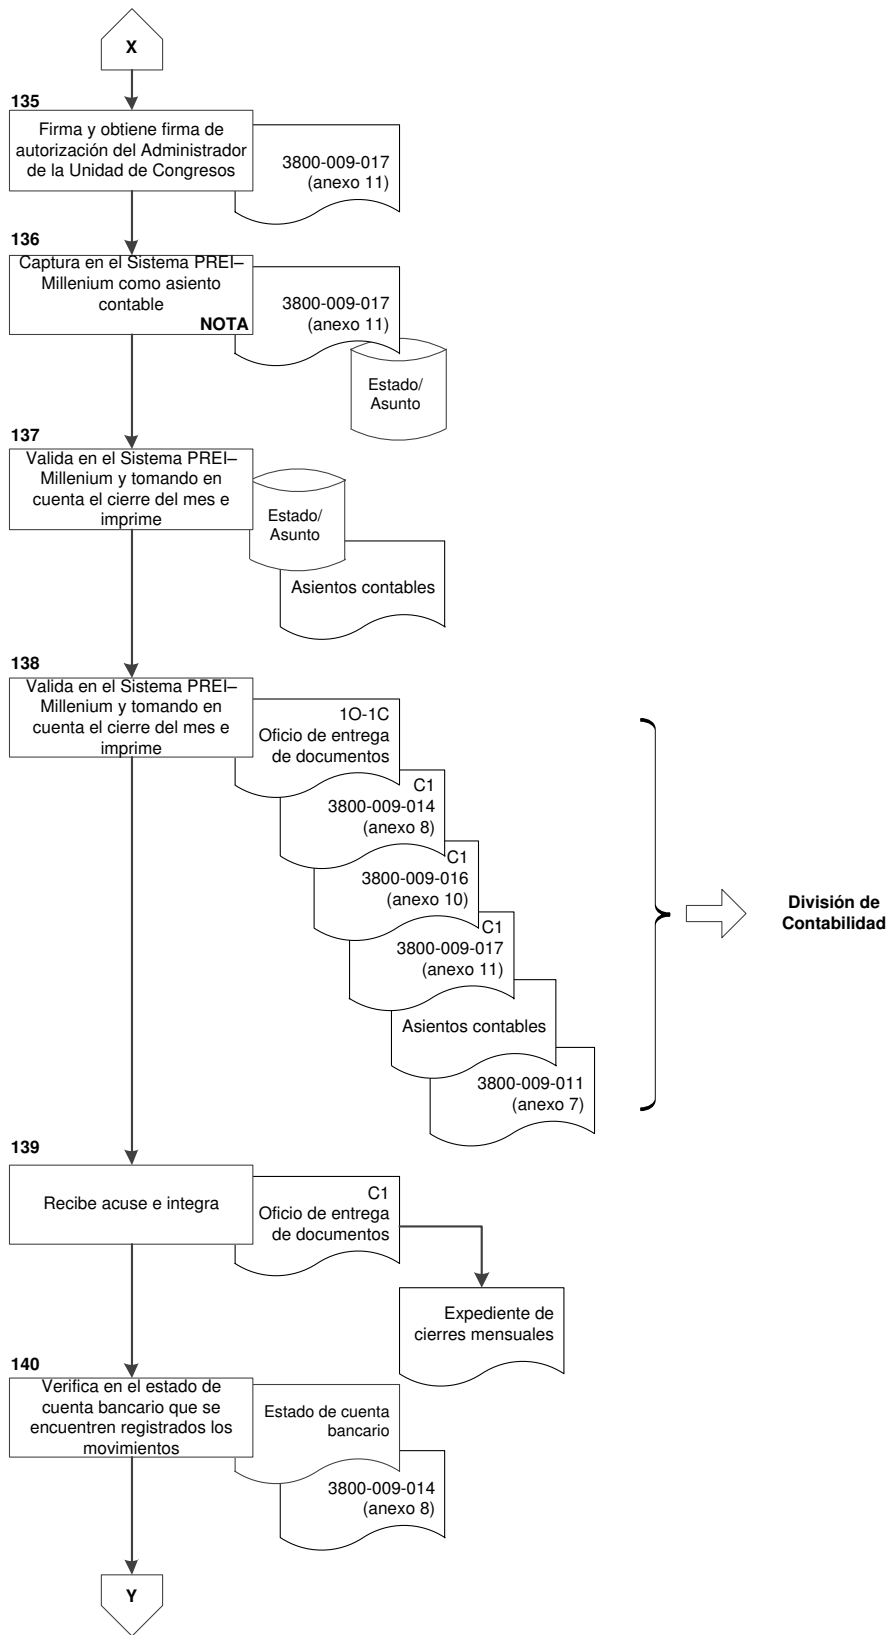 X
135
Firma y obtiene firma de
autorización del Administrador
de la Unidad de Congresos
3800-009-017
(anexo 11)
136
Captura en el Sistema PREI–
Millenium como asiento
contable
NOTA
3800-009-017
(anexo 11)
Estado/
Asunto
137
Valida en el Sistema PREI–
Millenium y tomando en
cuenta el cierre del mes e
imprime
Estado/
Asunto
Asientos contables
138
Valida en el Sistema PREI–
Millenium y tomando en
cuenta el cierre del mes e
imprime
1O-1C
Oficio de entrega
de documentos
C1
3800-009-014
(anexo 8)
C1
3800-009-016
(anexo 10)
C1
3800-009-017
(anexo 11)
Asientos contables
3800-009-011
(anexo 7)
División de
Contabilidad
139
Recibe acuse e integra
C1
Oficio de entrega
de documentos
Expediente de
cierres mensuales
140
Verifica en el estado de
cuenta bancario que se
encuentren registrados los
movimientos
Estado de cuenta
bancario
3800-009-014
(anexo 8)
Y